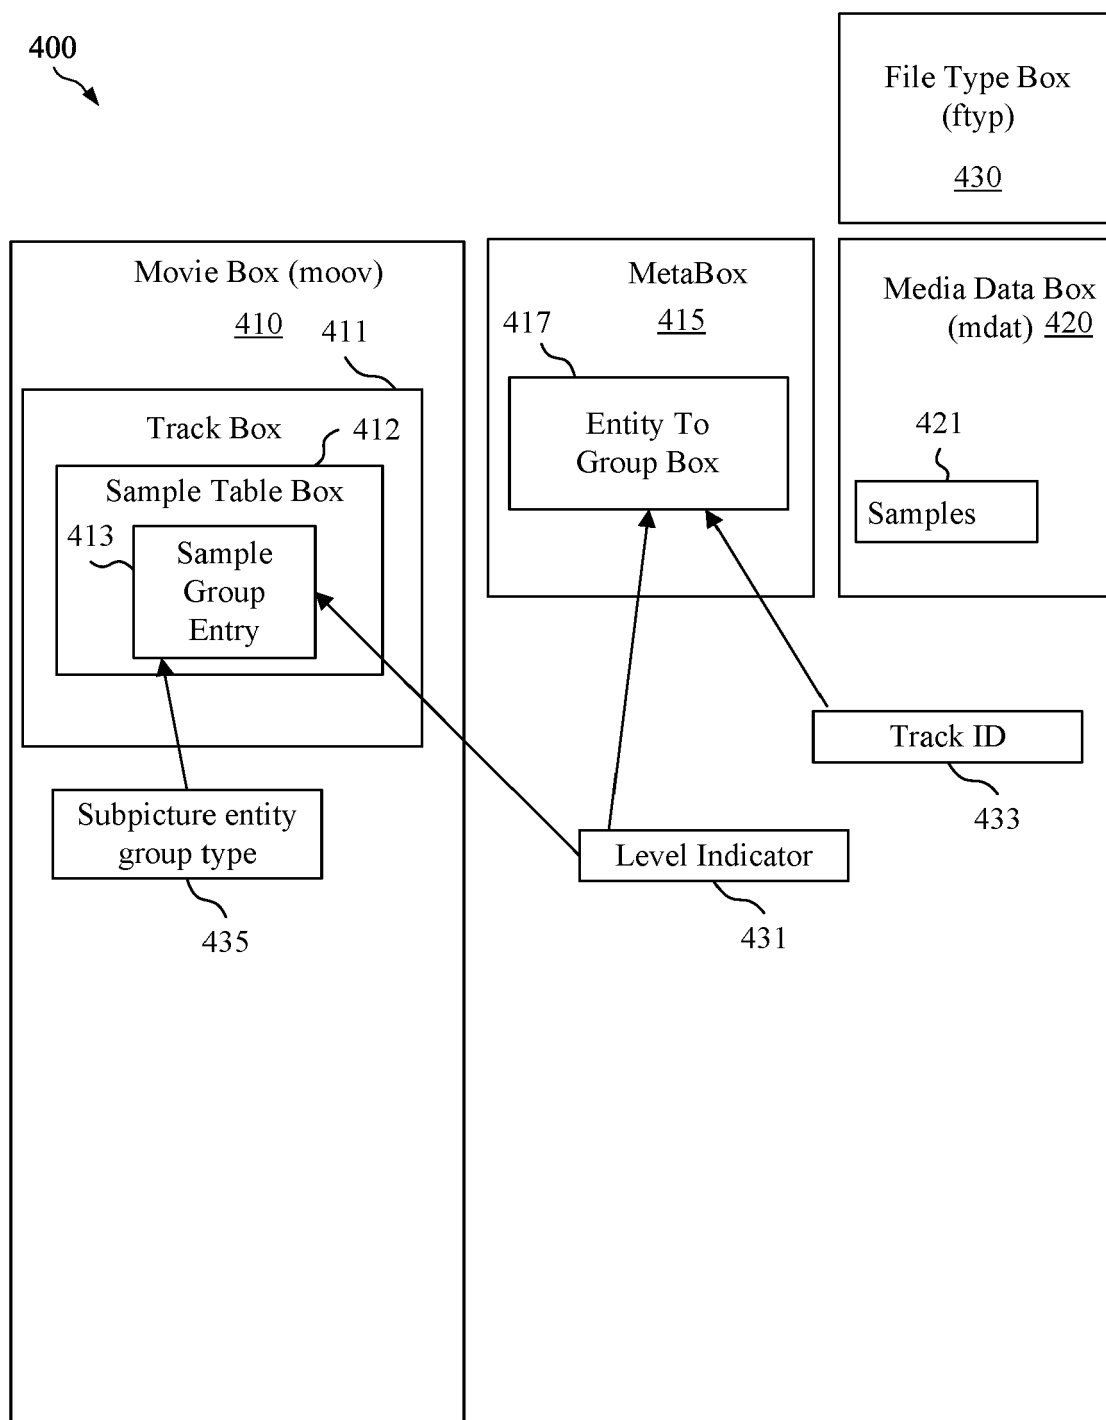 400
File Type Box
(ftyp)
430
Movie Box (moov)
410
411
Track Box
412
Sample Table Box
413
Sample
Group
Entry
Subpicture entity
group type
435
MetaBox
415
417
Entity To
Group Box
Media Data Box
(mdat) 420
421
Samples
Track ID
433
Level Indicator
431